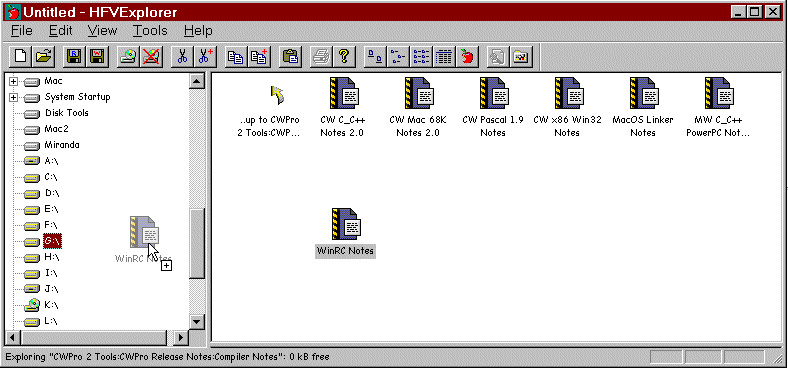 Untitled - HFVExplorer
File Edit View Tools Help
Mac
System Startup
Disk Tools
Mac2
Miranda
A:\
C:\
D:\
E:\
F:\
G:\
H:\
I:\
J:\
K:\
L:\
WinRC Notes
..up to CWPro
2 Tools:CWP...
CW C_C++
Notes 2.0
CW Mac 68K
Notes 2.0
CW Pascal 1.9
Notes
CW x86 Win32
Notes
MacOS Linker
Notes
MW C_C++
PowerPC Not...
WinRC Notes
Exploring "CWPro 2 Tools:CWPro Release Notes:Compiler Notes": 0 kB free